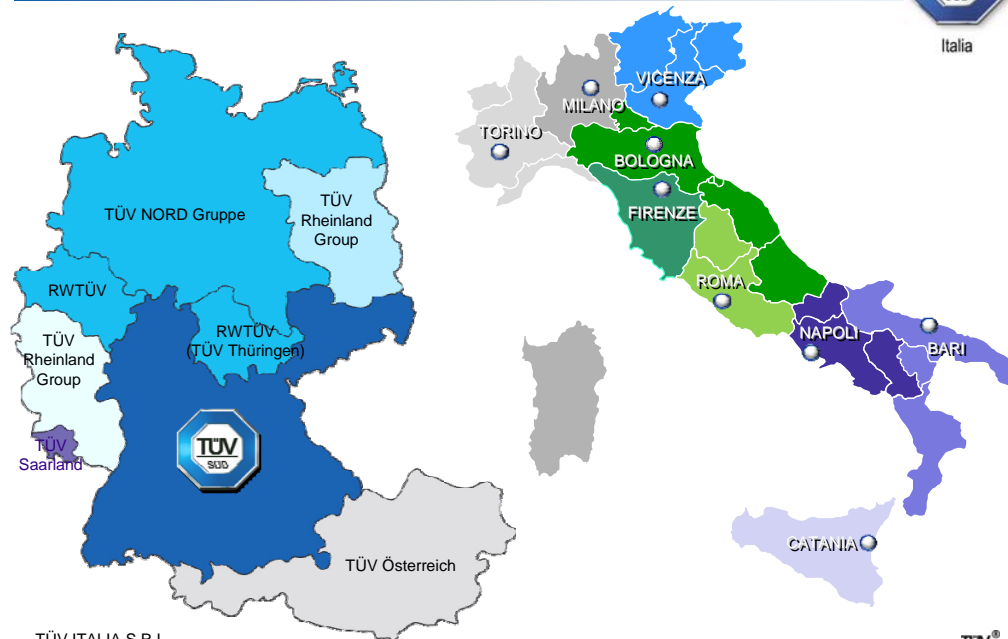 Italia
TÜV NORD Gruppe
TÜV
Rheinland
Group
RWTÜV
RWTÜV
(TÜV Thüringen)
TÜV
Rheinland
Group
TÜV
Saarland
TÜV
SÜD
TÜV Österreich
VICENZA
MILANO
TORINO
BOLOGNA
FIRENZE
ROMA
NAPOLI
BARI
CATANIA